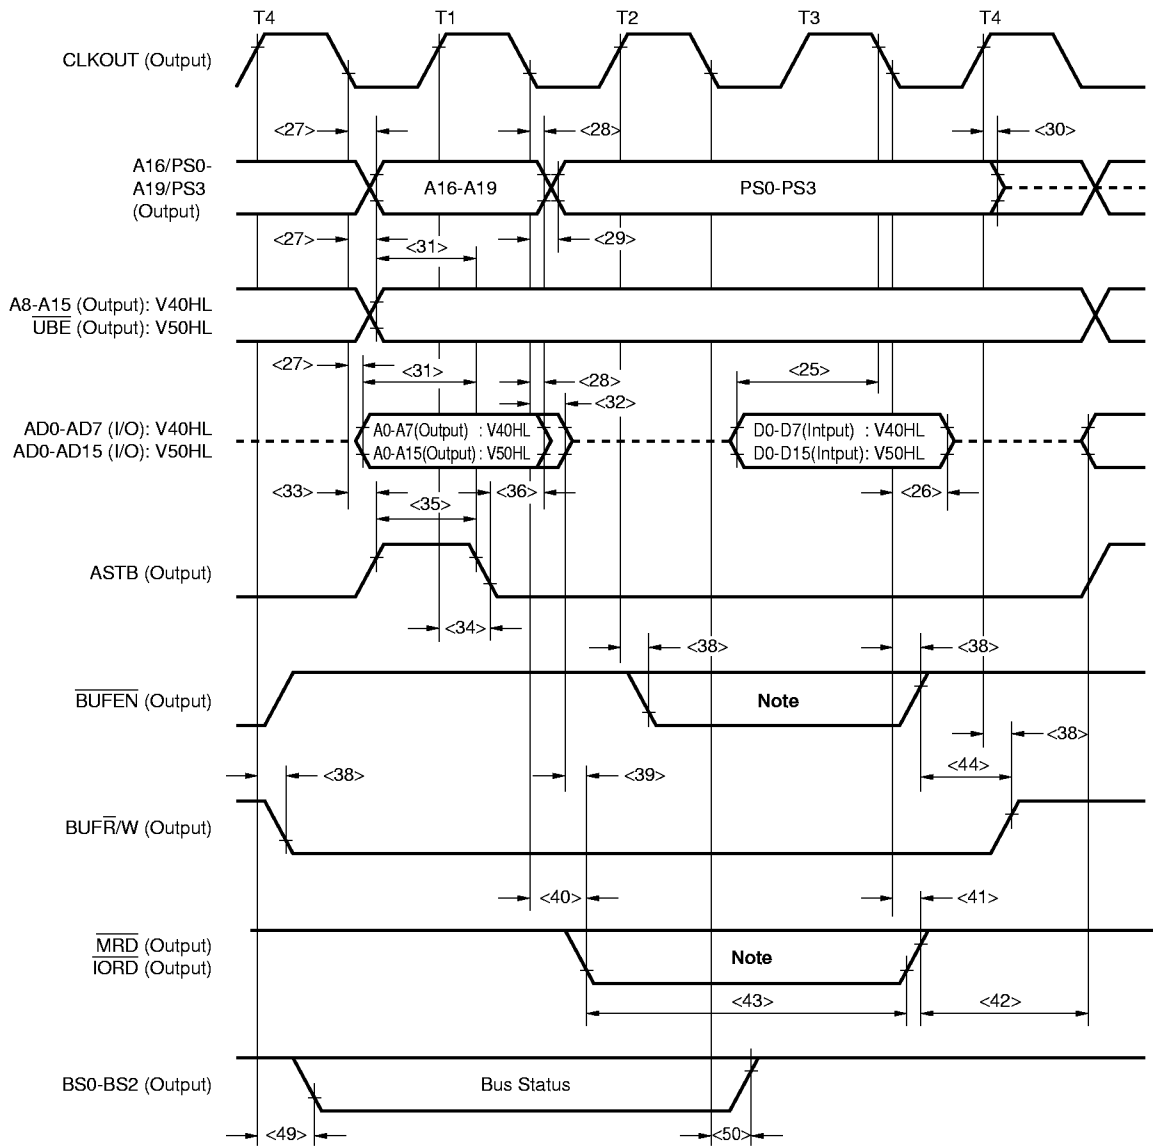 T4 T1 T2 T3 T4
CLKOUT (Output)
<27> <28> <30>
A16/PS0-
A19/PS3
(Output)
A16-A19 PS0-PS3
<27> <31> <29>
A8-A15 (Output): V40HL
UBE (Output): V50HL
<27> <31> <28> <25>
<32>
AD0-AD7 (I/O): V40HL
AD0-AD15 (I/O): V50HL
A0-A7(Output) : V40HL
A0-A15(Output): V50HL
D0-D7(Intput) : V40HL
D0-D15(Intput): V50HL
<33> <35> <36> <26>
ASTB (Output)
<34> <38> <38>
BUFEN (Output) Note
<38>
<44>
<38> <39>
BUFR/W (Output)
<40> <41>
MRD (Output)
IORD (Output)
Note
<43> <42>
BS0-BS2 (Output) Bus Status
<49> <50>